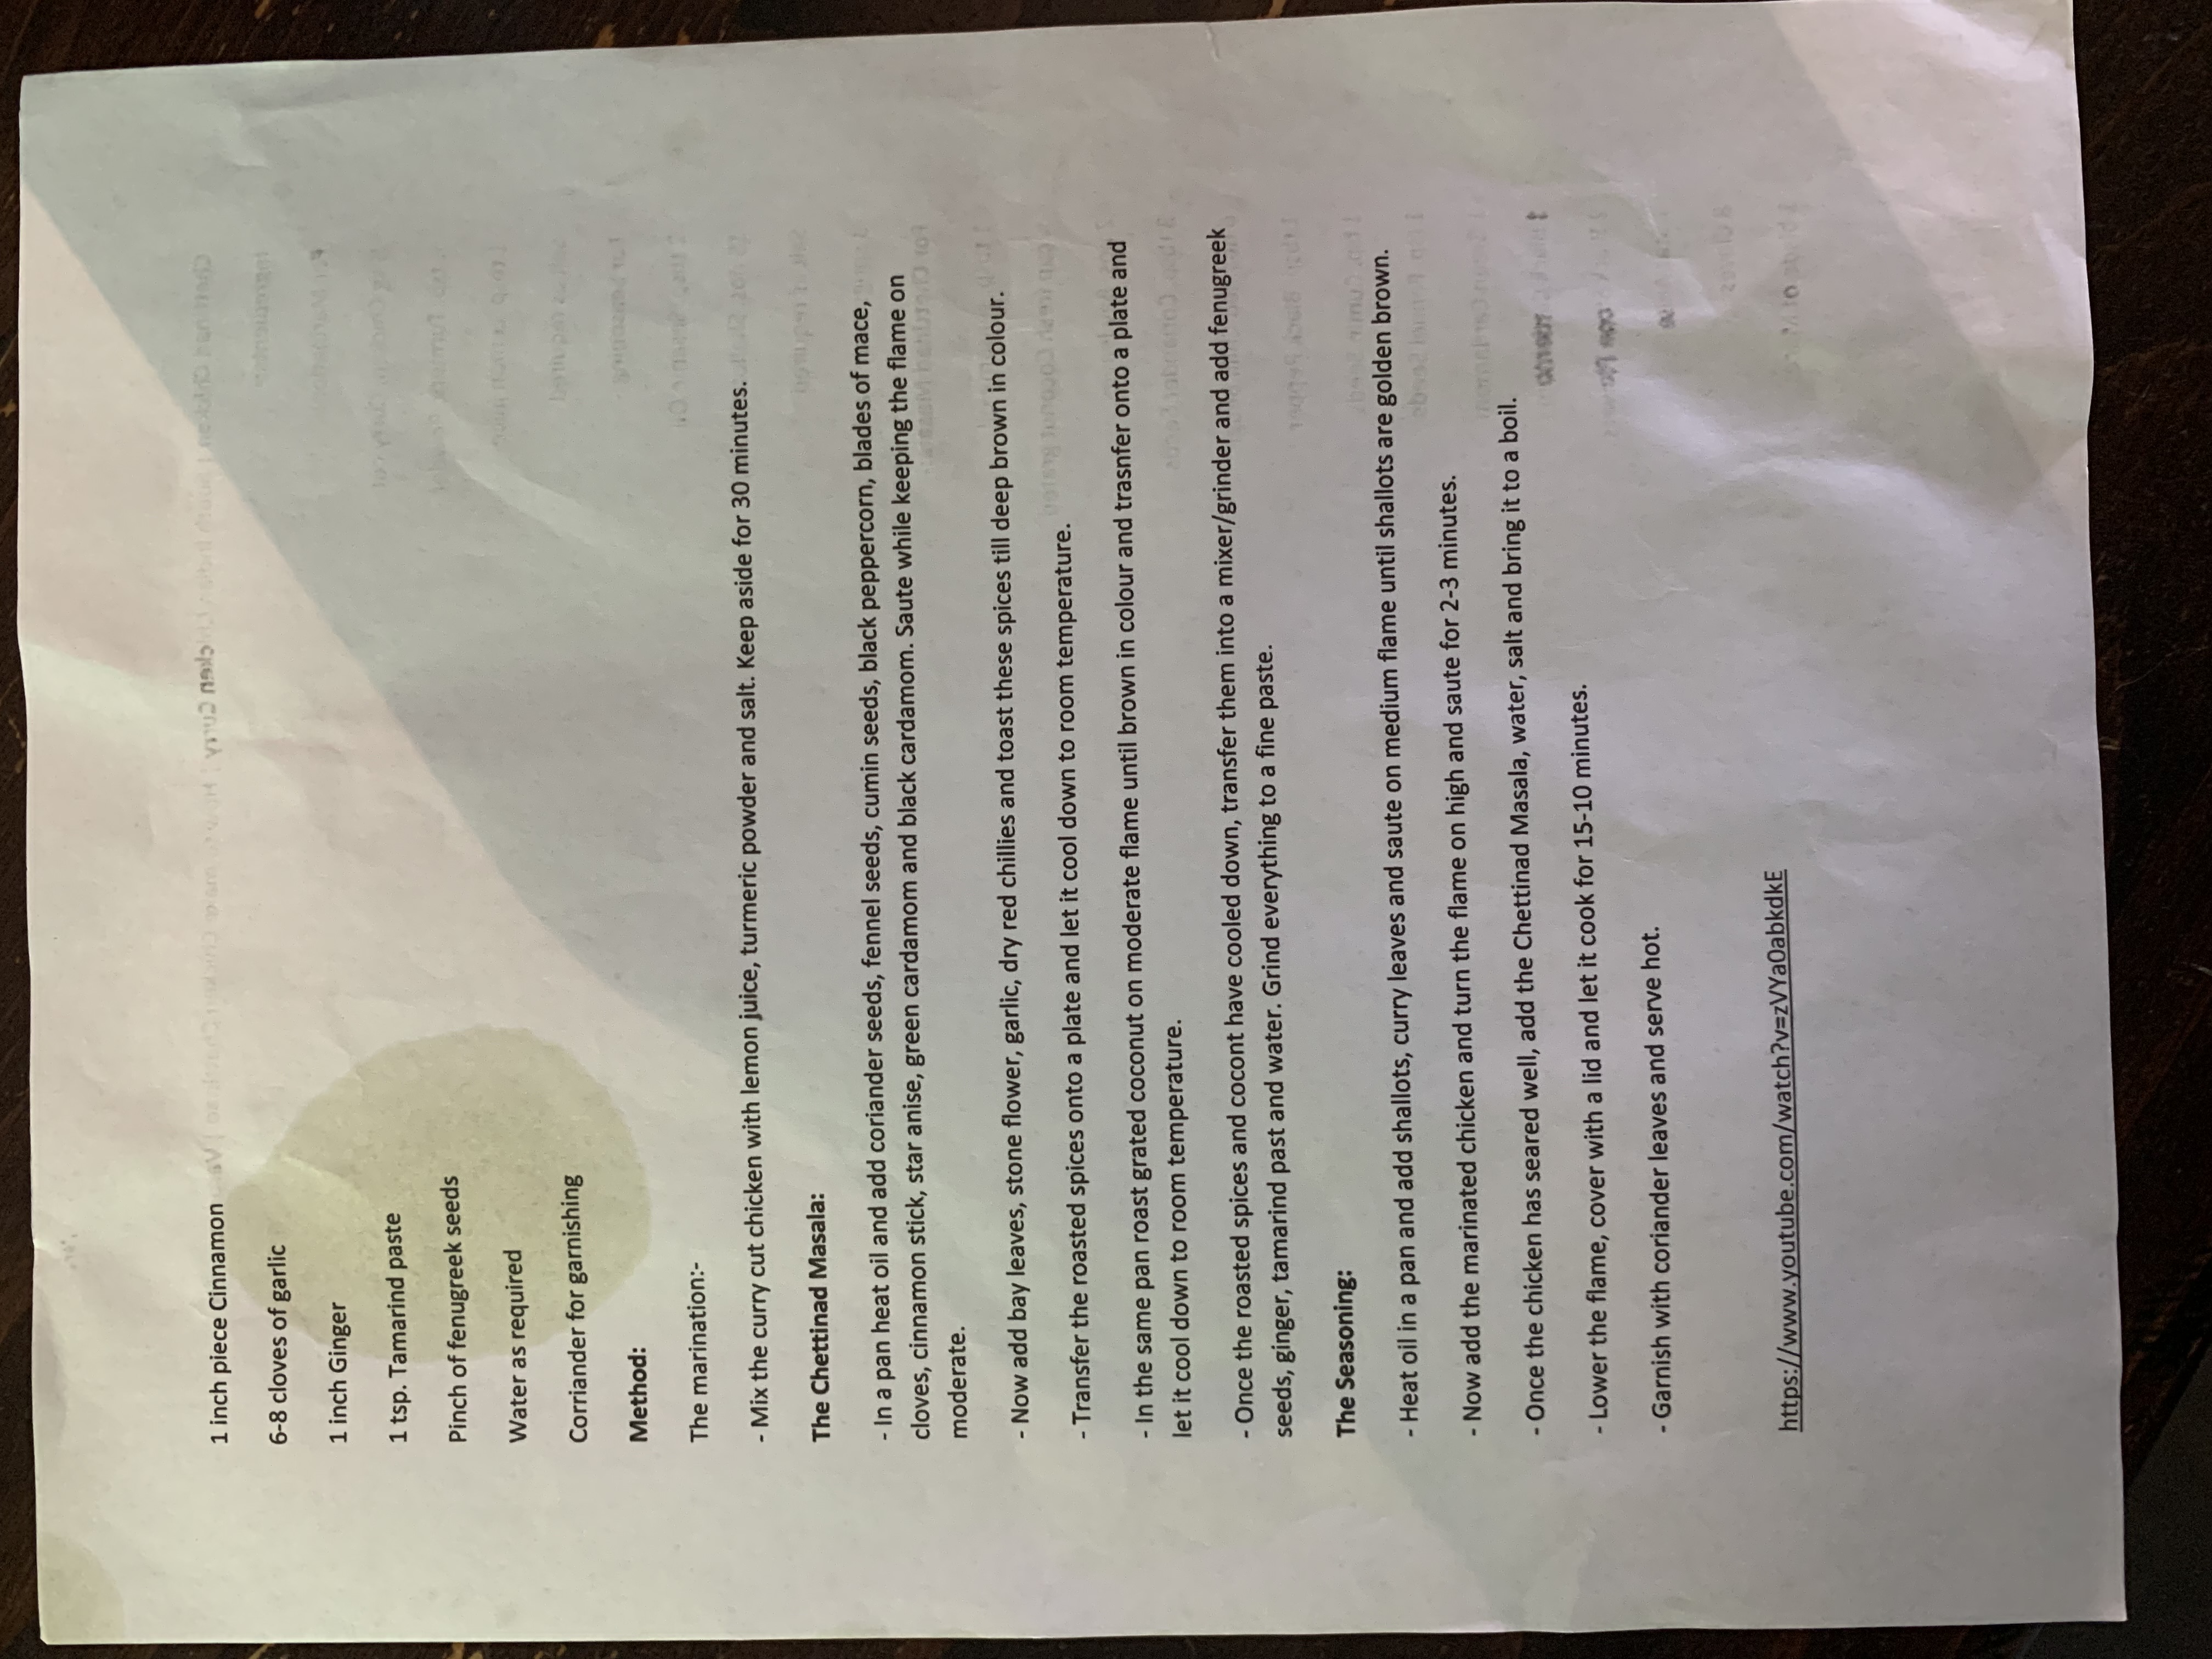 1 inch piece Cinnamon
6-8 cloves of garlic
1 inch Ginger
1 tsp. Tamarind paste
Pinch of fenugreek seeds
Water as required
Corriander for garnishing
Method:
The marination:-
- Mix the curry cut chicken with lemon juice, turmeric powder and salt. Keep aside for 30 minutes.
The Chettinad Masala:
- In a pan heat oil and add coriander seeds, fennel seeds, cumin seeds, black peppercorn, blades of mace,
cloves, cinnamon stick, star anise, green cardamom and black cardamom. Saute while keeping the flame on
moderate.
- Now add bay leaves, stone flower, garlic, dry red chillies and toast these spices till deep brown in colour.
- Transfer the roasted spices onto a plate and let it cool down to room temperature.
- In the same pan roast grated coconut on moderate flame until brown in colour and trasnfer onto a plate and
let it cool down to room temperature.
- Once the roasted spices and cocont have cooled down, transfer them into a mixer/grinder and add fenugreek
seeds, ginger, tamarind past and water. Grind everything to a fine paste.
The Seasoning:
- Heat oil in a pan and add shallots, curry leaves and saute on medium flame until shallots are golden brown.
- Now add the marinated chicken and turn the flame on high and saute for 2-3 minutes.
- Once the chicken has seared well, add the Chettinad Masala, water, salt and bring it to a boil.
- Lower the flame, cover with a lid and let it cook for 15-10 minutes.
- Garnish with coriander leaves and serve hot.
https://www.youtube.com/watch?v=zVYa0abkdkE